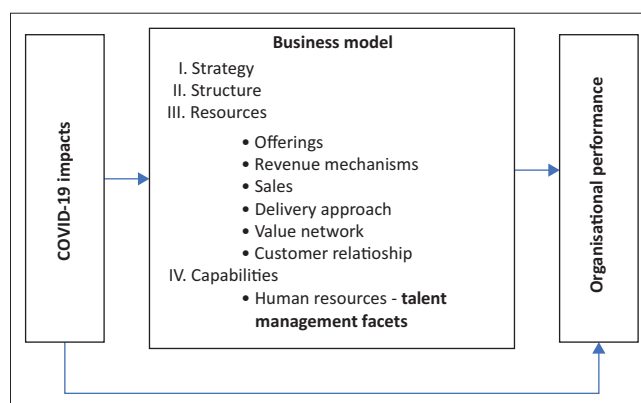 COVID-19 impacts
Business model
I. Strategy
II. Structure
III. Resources
• Offerings
• Revenue mechanisms
• Sales
• Delivery approach
• Value network
• Customer relatioship
IV. Capabilities
• Human resources - talent
management facets
Organisational performance